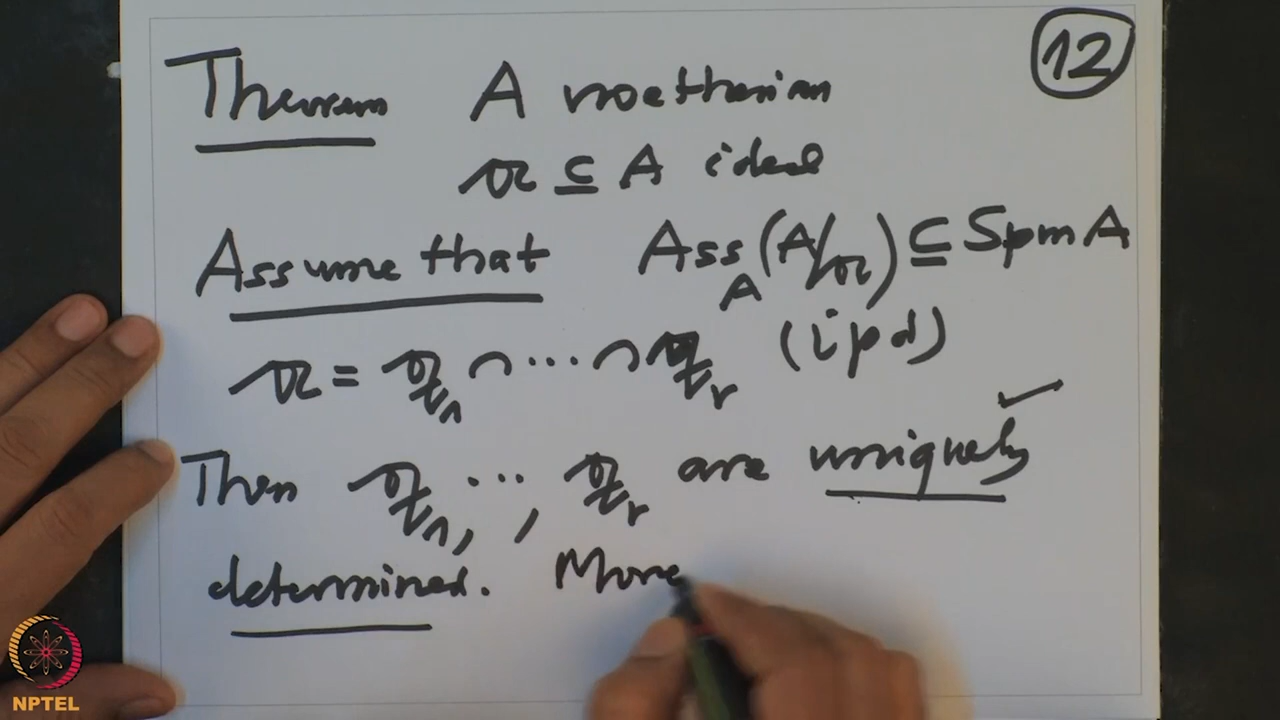 12
Theorem A noetherian
𝔞 ⊆ A ideal
Assume that Ass_A(A/𝔞) ⊆ Spm A
𝔞 = 𝔮₁ ∩ ⋯ ∩ 𝔮ᵣ (ipd)
Then 𝔮₁, ⋯, 𝔮ᵣ are uniquely ✓
determined. More
NPTEL